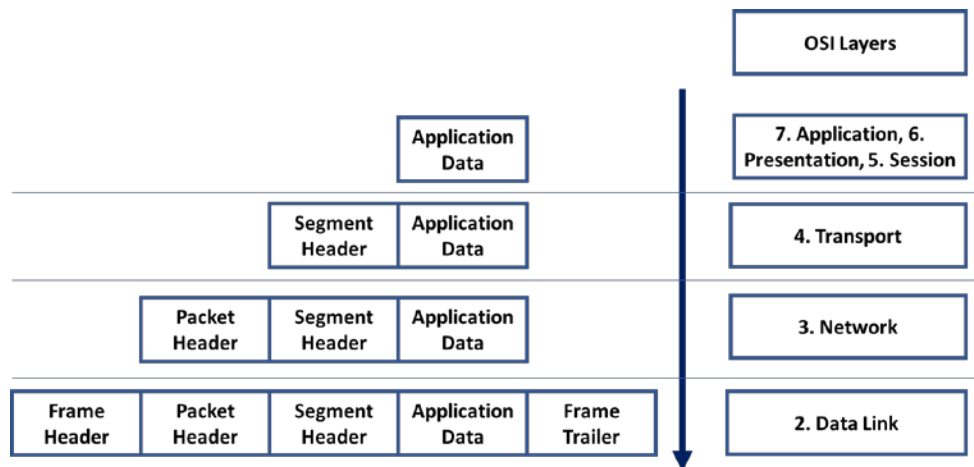 OSI Layers
Application
Data
7. Application, 6.
Presentation, 5. Session
Segment
Header
Application
Data
4. Transport
Packet
Header
Segment
Header
Application
Data
3. Network
Frame
Header
Packet
Header
Segment
Header
Application
Data
Frame
Trailer
2. Data Link